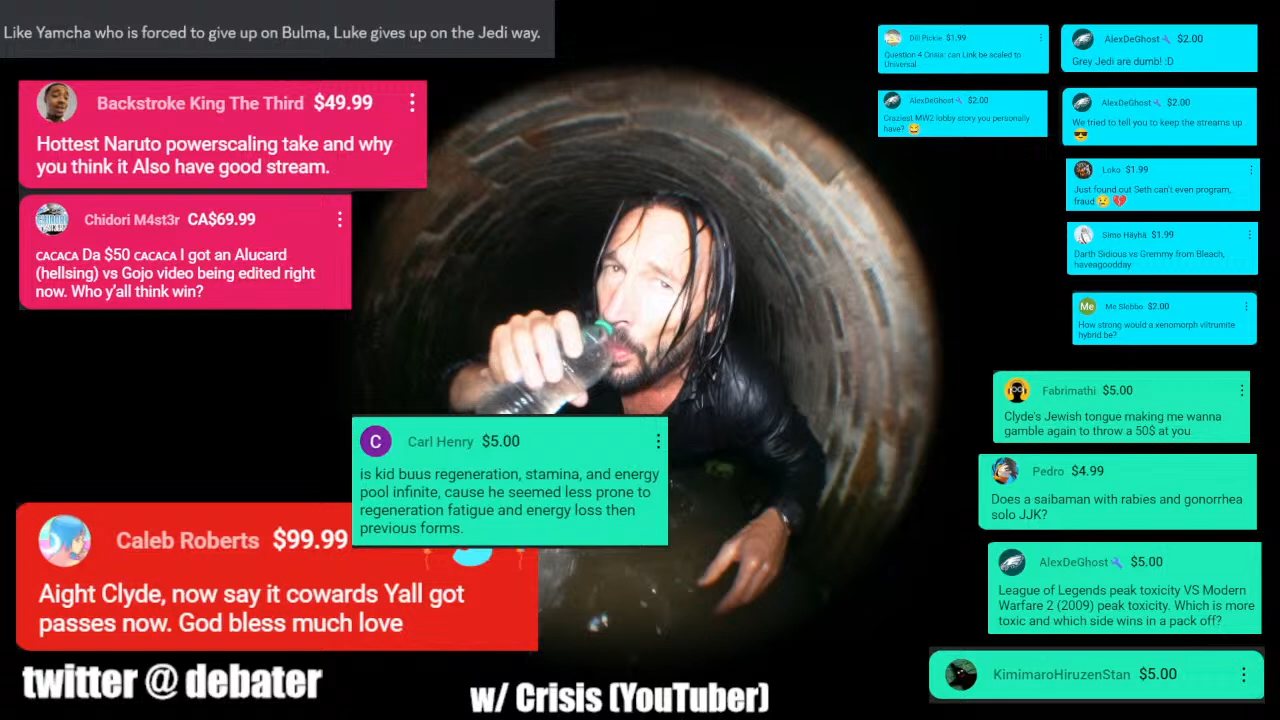 Like Yamcha who is forced to give up on Bulma, Luke gives up on the Jedi way.
Backstroke King The Third $49.99
Hottest Naruto powerscaling take and why
you think it Also have good stream.
Chidori M4st3r CA$69.99
ᴄᴀᴄᴀᴄᴀ Da $50 ᴄᴀᴄᴀᴄᴀ I got an Alucard
(hellsing) vs Gojo video being edited right
now. Who y'all think win?
Carl Henry $5.00
is kid buus regeneration, stamina, and energy
pool infinite, cause he seemed less prone to
regeneration fatigue and energy loss then
previous forms.
Caleb Roberts $99.99
Aight Clyde, now say it cowards Yall got
passes now. God bless much love
twitter @ debater
w/ Crisis (YouTuber)
Dill Pickle $1.99
Question 4 Crisis: can Link be scaled to
Universal
AlexDeGhost $2.00
Grey Jedi are dumb! :D
AlexDeGhost $2.00
Craziest MW2 lobby story you personally
have? 😂
AlexDeGhost $2.00
We tried to tell you to keep the streams up
😎
Loko $1.99
Just found out Seth can't even program,
fraud 😢 💔
Simo Häyhä $1.99
Darth Sidious vs Gremmy from Bleach,
haveagoodday
Me
Me Slobbo $2.00
How strong would a xenomorph viltrumite
hybrid be?
Fabrimathi $5.00
Clyde's Jewish tongue making me wanna
gamble again to throw a 50$ at you
Pedro $4.99
Does a saibaman with rabies and gonorrhea
solo JJK?
AlexDeGhost $5.00
League of Legends peak toxicity VS Modern
Warfare 2 (2009) peak toxicity. Which is more
toxic and which side wins in a pack off?
KimimaroHiruzenStan $5.00